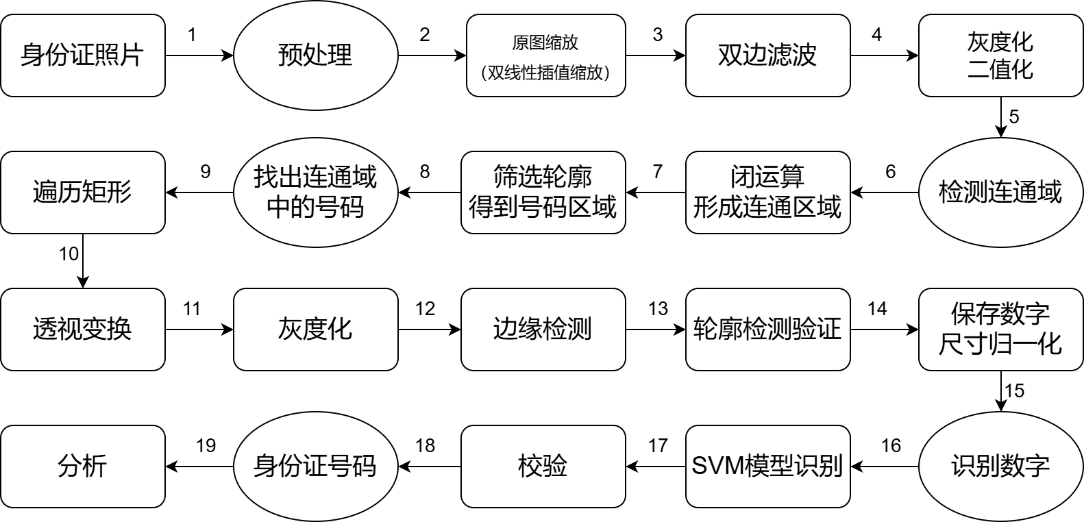 身份证照片
1
预处理
2
原图缩放
（双线性插值缩放）
3
双边滤波
4
灰度化
二值化
5
检测连通域
6
闭运算
形成连通区域
7
筛选轮廓
得到号码区域
8
找出连通域
中的号码
9
遍历矩形
10
透视变换
11
灰度化
12
边缘检测
13
轮廓检测验证
14
保存数字
尺寸归一化
15
识别数字
16
SVM模型识别
17
校验
18
身份证号码
19
分析